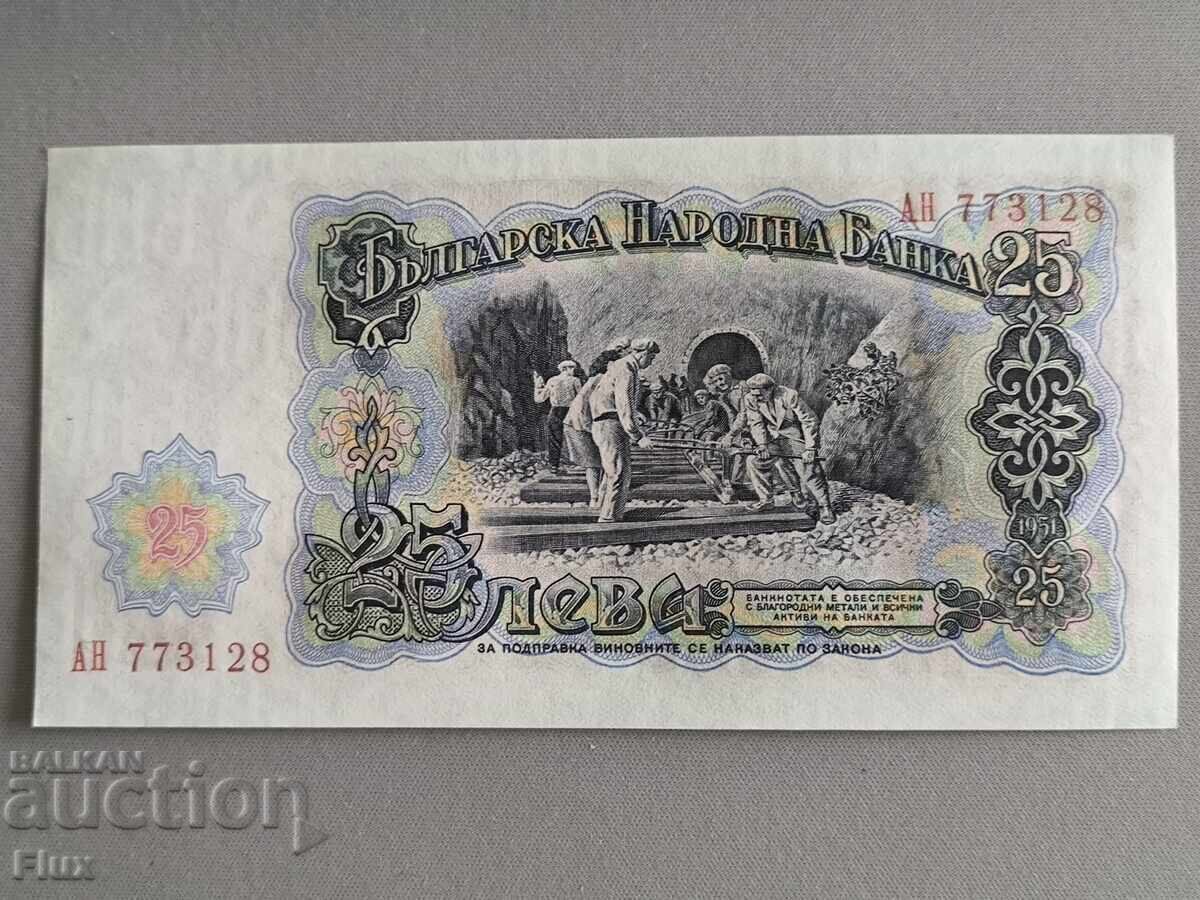 АН 773128
Българска Народна Банка
25
25
25 лева
1951
25
БАНКНОТАТА Е ОБЕСПЕЧЕНА
С БЛАГОРОДНИ МЕТАЛИ И ВСИЧКИ
АКТИВИ НА БАНКАТА
ЗА ПОДПРАВКА ВИНОВНИТЕ СЕ НАКАЗВАТ ПО ЗАКОНА
АН 773128
BALKAN
auction
Flux